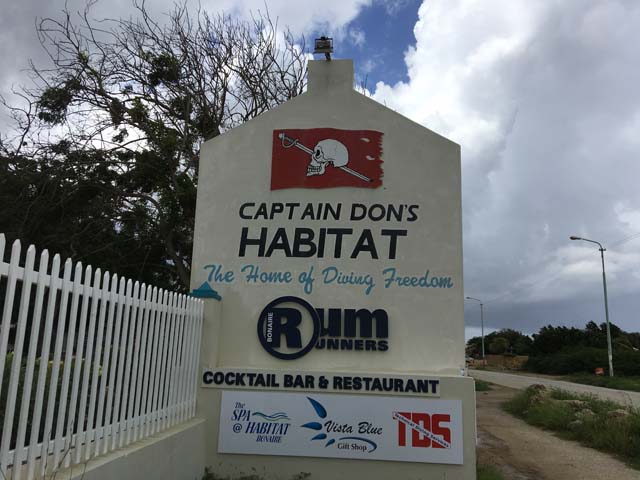 CAPTAIN DON'S
HABITAT
The Home of Diving Freedom
BONAIRE
Rum
RUNNERS
COCKTAIL BAR & RESTAURANT
The
SPA
@ HABITAT
BONAIRE
Vista Blue
Gift Shop
TBS